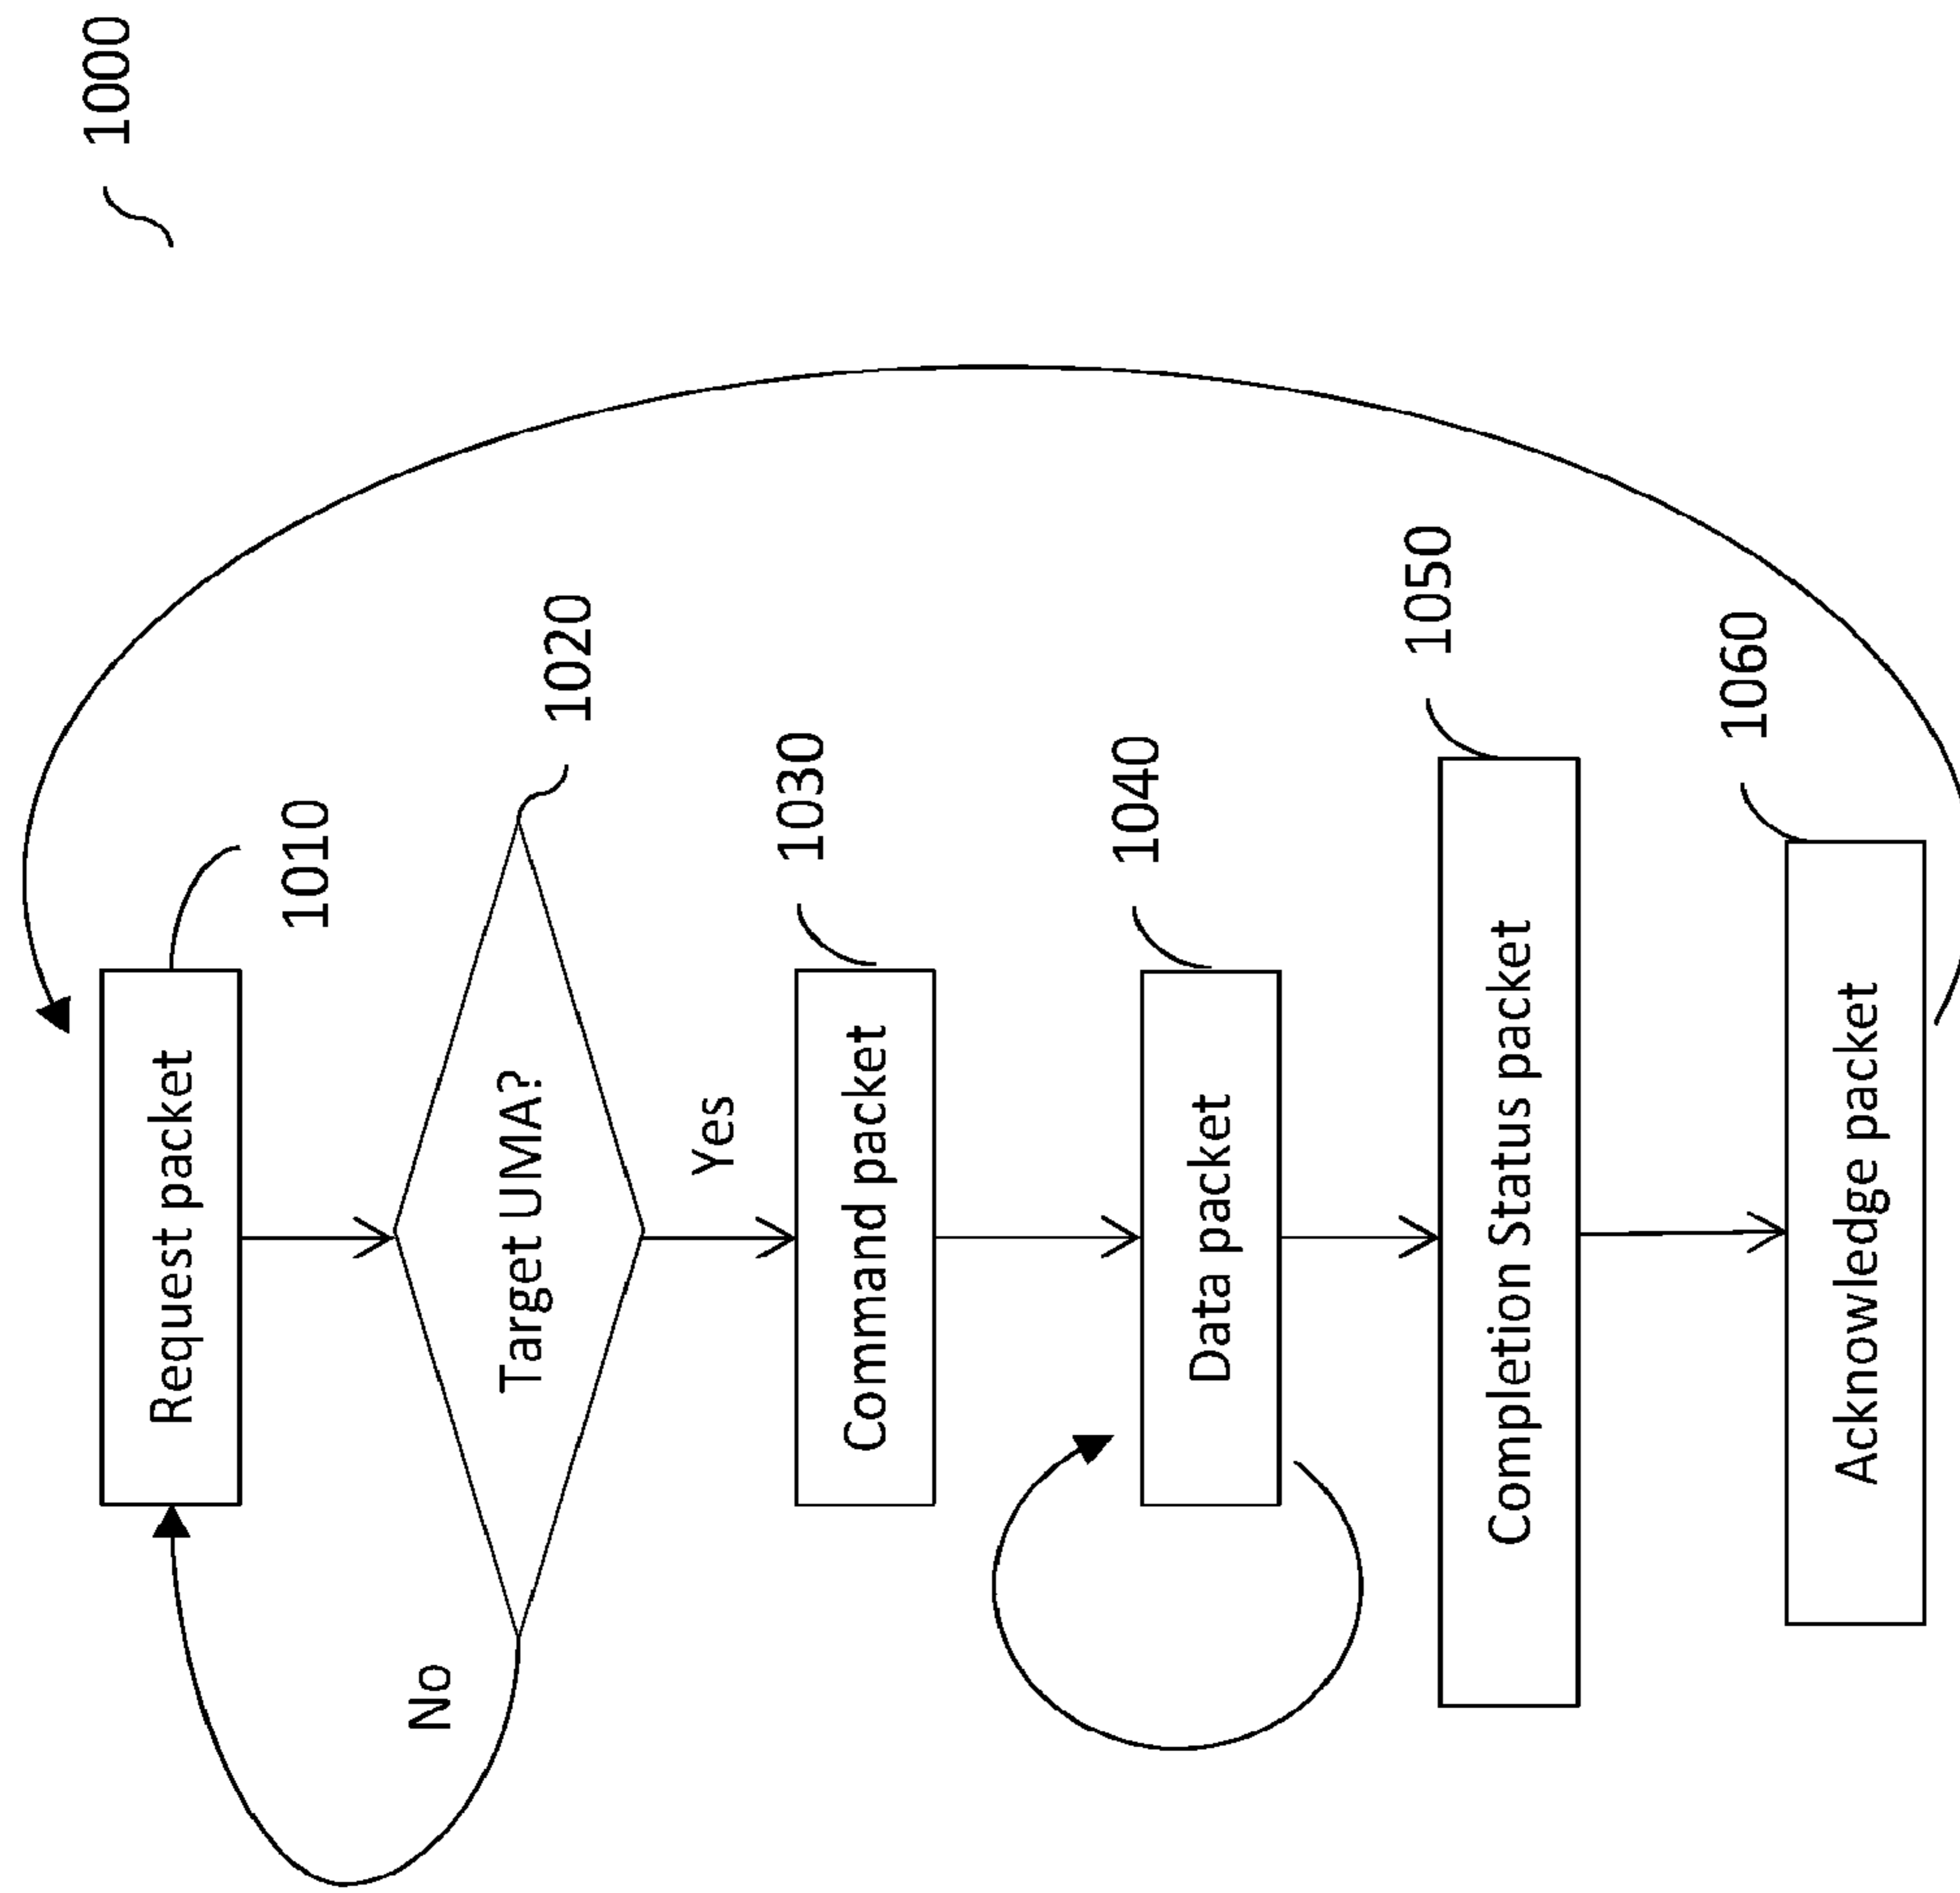 1000
Request packet
1010
Target UMA?
1020
No
Yes
Command packet
1030
Data packet
1040
Completion Status packet
1050
Acknowledge packet
1060